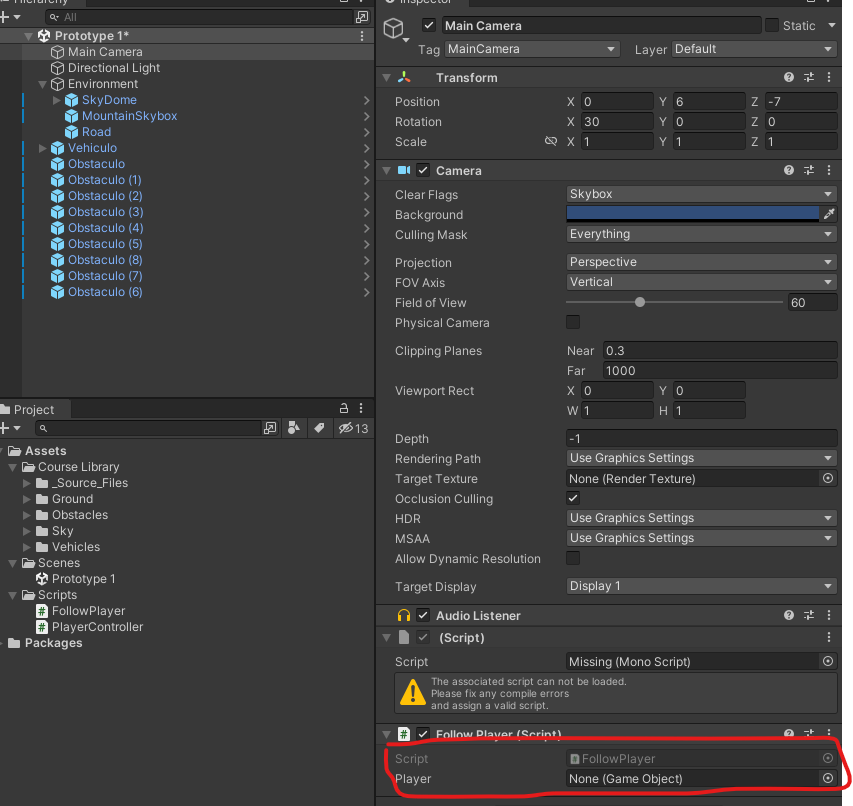 Hierarchy
All
Prototype 1*
Main Camera
Directional Light
Environment
SkyDome
MountainSkybox
Road
Vehiculo
Obstaculo
Obstaculo (1)
Obstaculo (2)
Obstaculo (3)
Obstaculo (4)
Obstaculo (5)
Obstaculo (8)
Obstaculo (7)
Obstaculo (6)
Project
13
Assets
Course Library
_Source_Files
Ground
Obstacles
Sky
Vehicles
Scenes
Prototype 1
Scripts
FollowPlayer
PlayerController
Packages
Inspector
Main Camera Static
Tag MainCamera Layer Default
Transform
Position X 0 Y 6 Z -7
Rotation X 30 Y 0 Z 0
Scale X 1 Y 1 Z 1
Camera
Clear Flags Skybox
Background
Culling Mask Everything
Projection Perspective
FOV Axis Vertical
Field of View 60
Physical Camera
Clipping Planes Near 0.3
Far 1000
Viewport Rect X 0 Y 0
W 1 H 1
Depth -1
Rendering Path Use Graphics Settings
Target Texture None (Render Texture)
Occlusion Culling
HDR Use Graphics Settings
MSAA Use Graphics Settings
Allow Dynamic Resolution
Target Display Display 1
Audio Listener
(Script)
Script Missing (Mono Script)
The associated script can not be loaded.
Please fix any compile errors
and assign a valid script.
# Follow Player (Script)
Script FollowPlayer
Player None (Game Object)